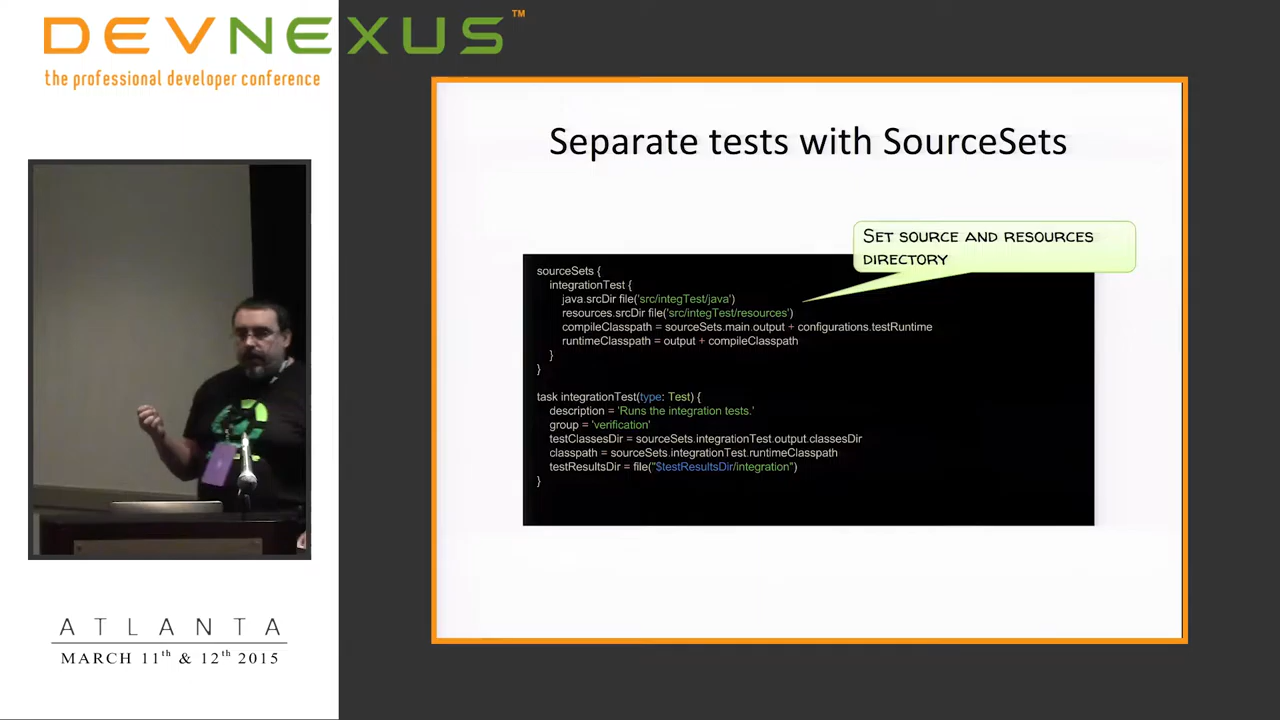 DEVNEXUS™
the professional developer conference
Separate tests with SourceSets
Set source and resources
directory
sourceSets {
integrationTest {
java.srcDir file('src/integTest/java')
resources.srcDir file('src/integTest/resources')
compileClasspath = sourceSets.main.output + configurations.testRuntime
runtimeClasspath = output + compileClasspath
}
}
task integrationTest(type: Test) {
description = 'Runs the integration tests.'
group = 'verification'
testClassesDir = sourceSets.integrationTest.output.classesDir
classpath = sourceSets.integrationTest.runtimeClasspath
testResultsDir = file("$testResultsDir/integration")
}
ATLANTA
MARCH 11th & 12th 2015